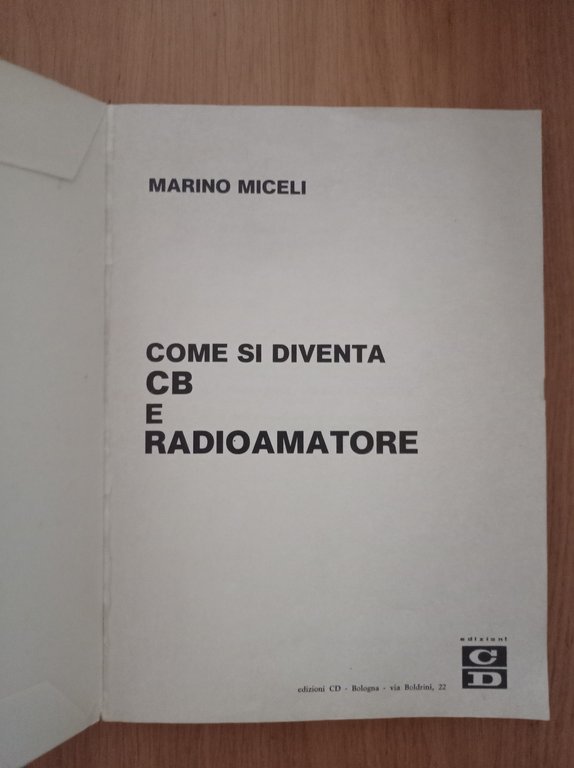 MARINO MICELI
COME SI DIVENTA
CB
E
RADIOAMATORE
edizioni
CD
edizioni CD - Bologna - via Boldrini, 22